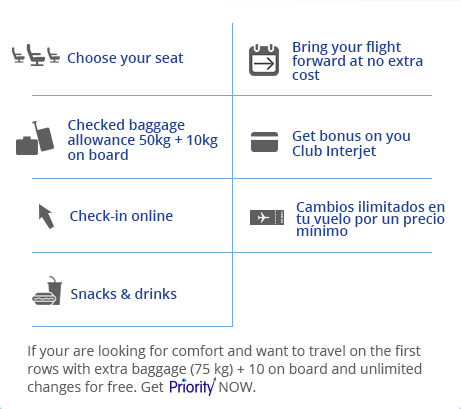 Choose your seat
Bring your flight
forward at no extra
cost
Checked baggage
allowance 50kg + 10kg
on board
Get bonus on you
Club Interjet
Check-in online
Cambios ilimitados en
tu vuelo por un precio
mínimo
Snacks & drinks
If your are looking for comfort and want to travel on the first
rows with extra baggage (75 kg) + 10 on board and unlimited
changes for free. Get Priority NOW.